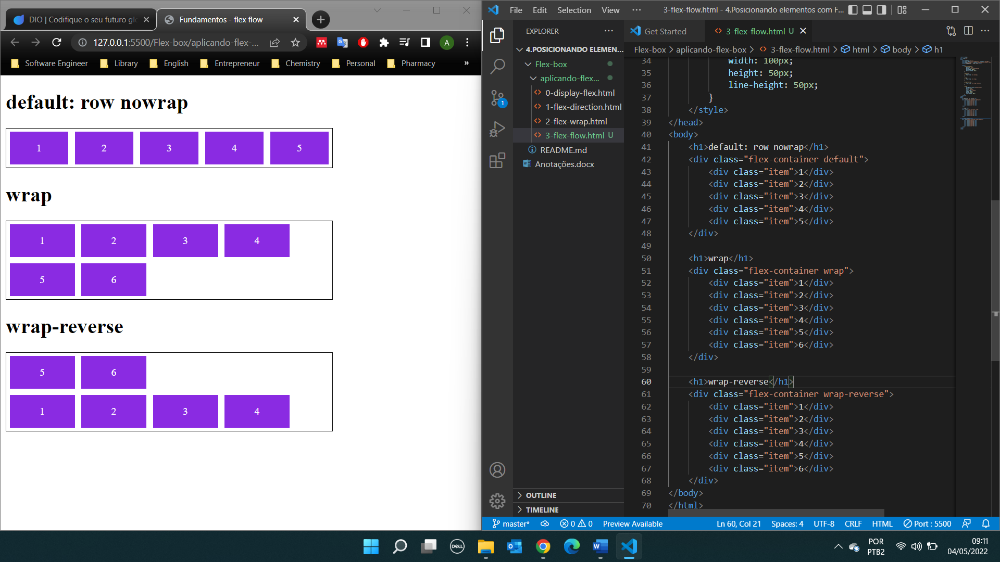 DIO | Codifique o seu futuro glo
Fundamentos - flex flow
127.0.0.1:5500/Flex-box/aplicando-flex-...
A
Software Engineer
Library
English
Entrepreneur
Chemistry
Personal
Pharmacy
»
default: row nowrap
1 2 3 4 5
wrap
1 2 3 4
5 6
wrap-reverse
5 6
1 2 3 4
File Edit Selection View ···
3-flex-flow.html - 4.Posicionando elementos com F...
EXPLORER
4.POSICIONANDO ELEMEN...
Flex-box
aplicando-flex...
0-display-flex.html
1-flex-direction.html
2-flex-wrap.html
3-flex-flow.html U
README.md
Anotações.docx
1
OUTLINE
TIMELINE
Get Started
3-flex-flow.html U
Flex-box > aplicando-flex-box > 3-flex-flow.html > html > body > h1
34 width: 100px;
35 height: 50px;
36 line-height: 50px;
37 }
38 </style>
39 </head>
40 <body>
41 <h1>default: row nowrap</h1>
42 <div class="flex-container default">
43 <div class="item">1</div>
44 <div class="item">2</div>
45 <div class="item">3</div>
46 <div class="item">4</div>
47 <div class="item">5</div>
48 </div>
49
50 <h1>wrap</h1>
51 <div class="flex-container wrap">
52 <div class="item">1</div>
53 <div class="item">2</div>
54 <div class="item">3</div>
55 <div class="item">4</div>
56 <div class="item">5</div>
57 <div class="item">6</div>
58 </div>
59
60 <h1>wrap-reverse</h1>
61 <div class="flex-container wrap-reverse">
62 <div class="item">1</div>
63 <div class="item">2</div>
64 <div class="item">3</div>
65 <div class="item">4</div>
66 <div class="item">5</div>
67 <div class="item">6</div>
68 </div>
69 </body>
70 </html>
master* 0 0 Preview Available Ln 60, Col 21 Spaces: 4 UTF-8 CRLF HTML Port : 5500
DELL
POR
PTB2
09:11
04/05/2022